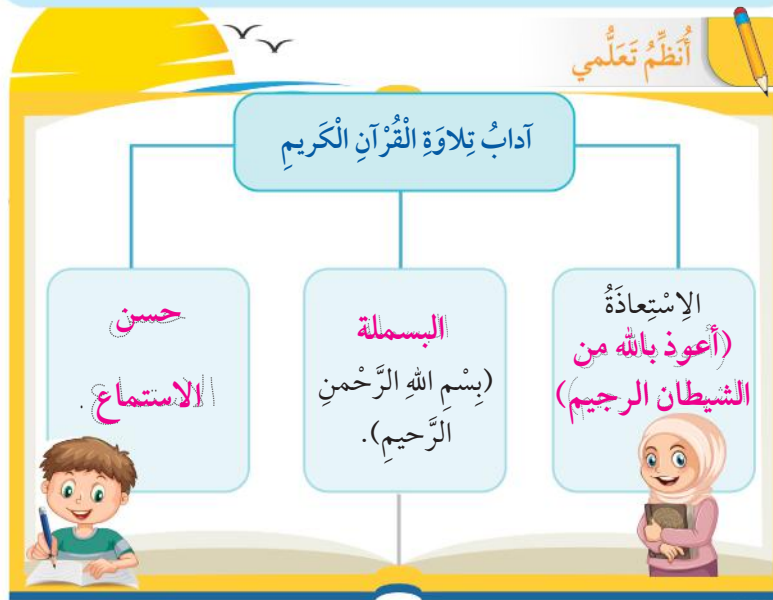 أُنَظِّمُ تَعَلُّمي
آدابُ تِلاوَةِ الْقُرْآنِ الْكَريمِ
الِاسْتِعاذَةُ
(أعوذ بالله من
الشيطان الرجيم)
البسملة
(بِسْمِ اللهِ الرَّحْمنِ
الرَّحيمِ).
حسن
الاستماع.